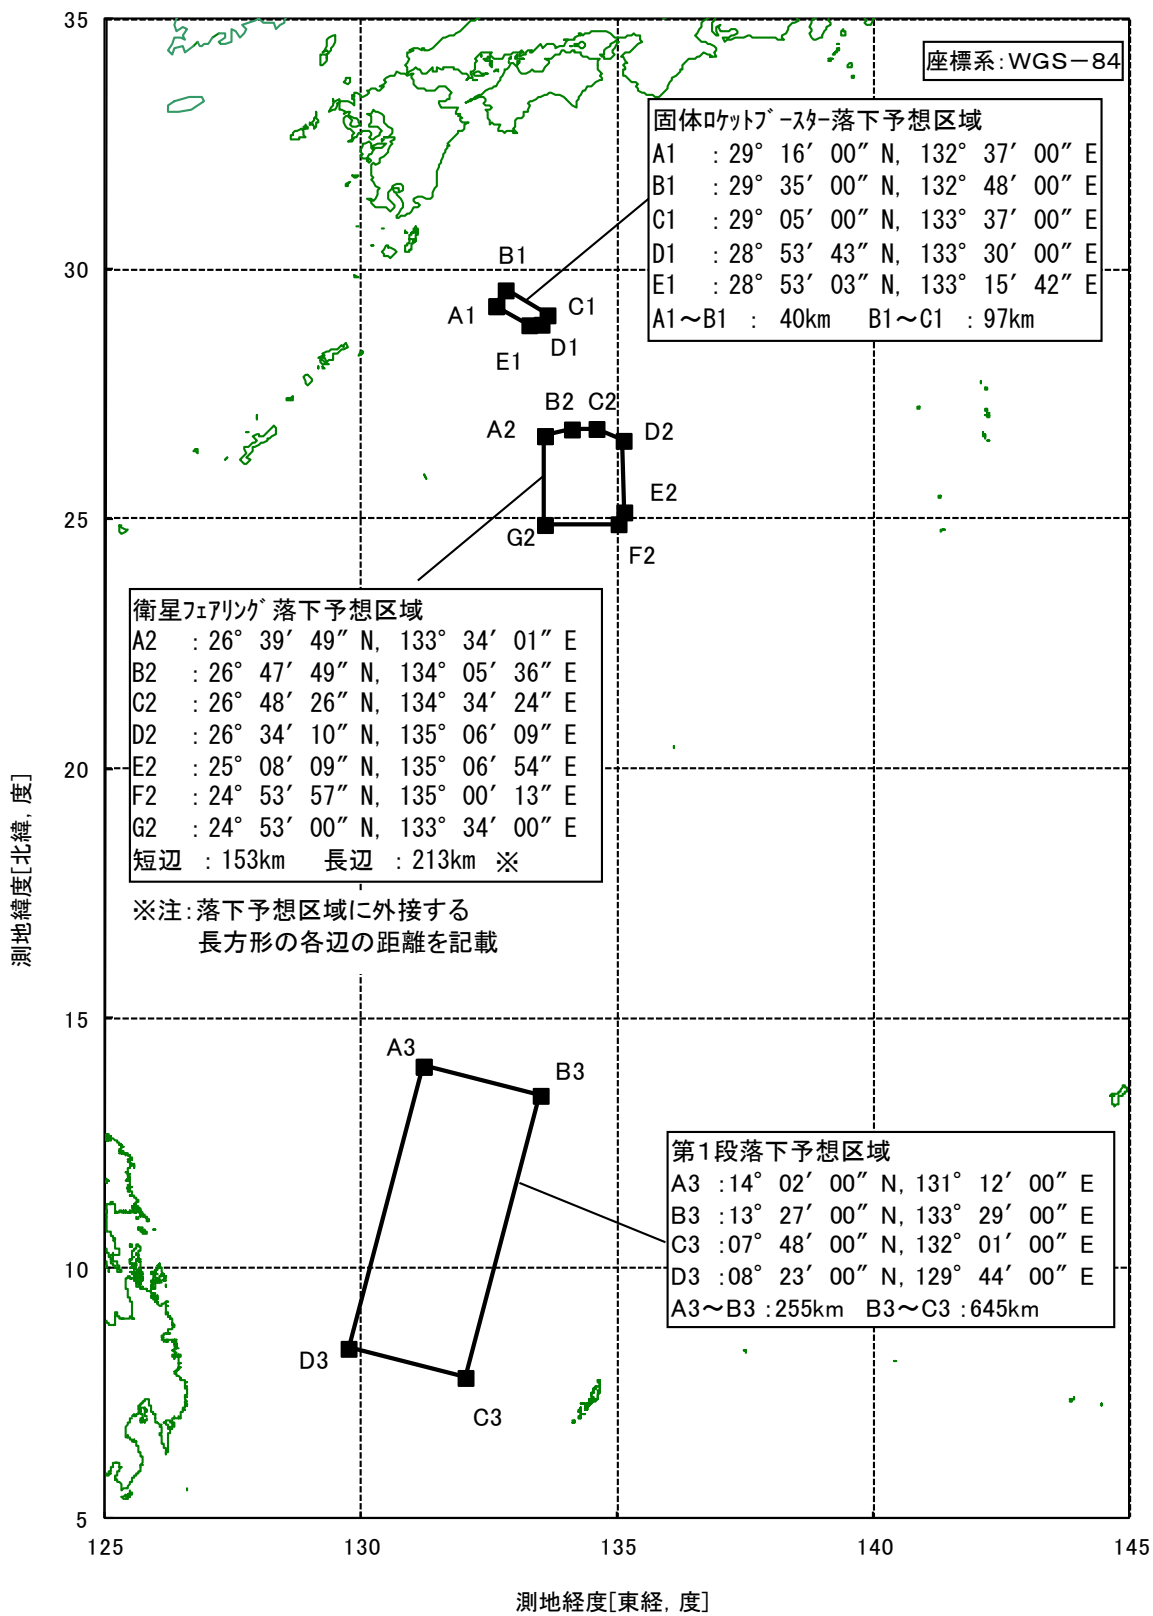 35
座標系:WGS－84
固体ロケットブースター落下予想区域
A1 : 29° 16′ 00″ N, 132° 37′ 00″ E
B1 : 29° 35′ 00″ N, 132° 48′ 00″ E
C1 : 29° 05′ 00″ N, 133° 37′ 00″ E
D1 : 28° 53′ 43″ N, 133° 30′ 00″ E
E1 : 28° 53′ 03″ N, 133° 15′ 42″ E
A1～B1 : 40km B1～C1 : 97km
30
B1
A1
C1
E1
D1
B2
C2
A2
D2
E2
25
G2
F2
衛星フェアリング落下予想区域
A2 : 26° 39′ 49″ N, 133° 34′ 01″ E
B2 : 26° 47′ 49″ N, 134° 05′ 36″ E
C2 : 26° 48′ 26″ N, 134° 34′ 24″ E
D2 : 26° 34′ 10″ N, 135° 06′ 09″ E
E2 : 25° 08′ 09″ N, 135° 06′ 54″ E
F2 : 24° 53′ 57″ N, 135° 00′ 13″ E
G2 : 24° 53′ 00″ N, 133° 34′ 00″ E
短辺 : 153km 長辺 : 213km ※
※注:落下予想区域に外接する
長方形の各辺の距離を記載
20
測地緯度[北緯, 度]
15
A3
B3
第１段落下予想区域
A3 :14° 02′ 00″ N, 131° 12′ 00″ E
B3 :13° 27′ 00″ N, 133° 29′ 00″ E
C3 :07° 48′ 00″ N, 132° 01′ 00″ E
D3 :08° 23′ 00″ N, 129° 44′ 00″ E
A3～B3 :255km B3～C3 :645km
10
D3
C3
5
125
130
135
140
145
測地経度[東経, 度]